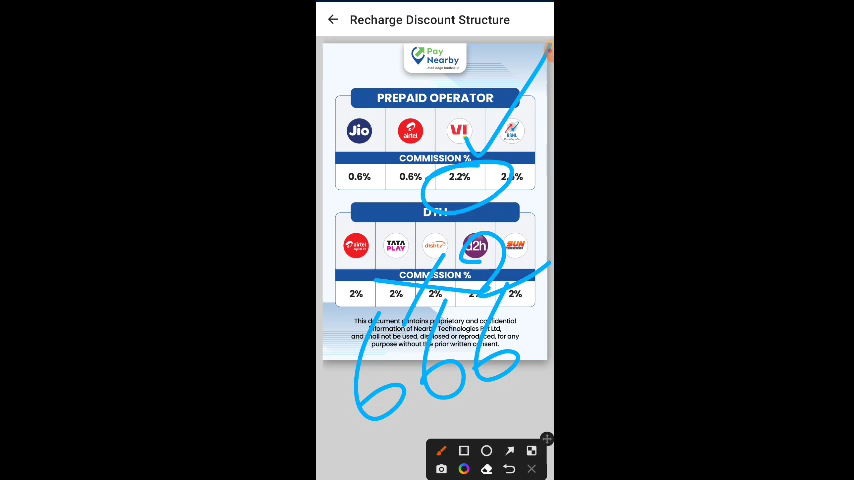 Recharge Discount Structure
Pay
Nearby
PREPAID OPERATOR
Jio airtel VI BSNL
COMMISSION %
0.6% 0.6% 2.2%
DTH
airtel TATA PLAY dishtv d2h SUN
COMMISSION %
2% 2% 2% 2% 2%
This document contains proprietary and confidential
information of Nearby Technologies Pvt Ltd,
and shall not be used, disclosed or reproduced, for any
purpose without the prior written consent.
666